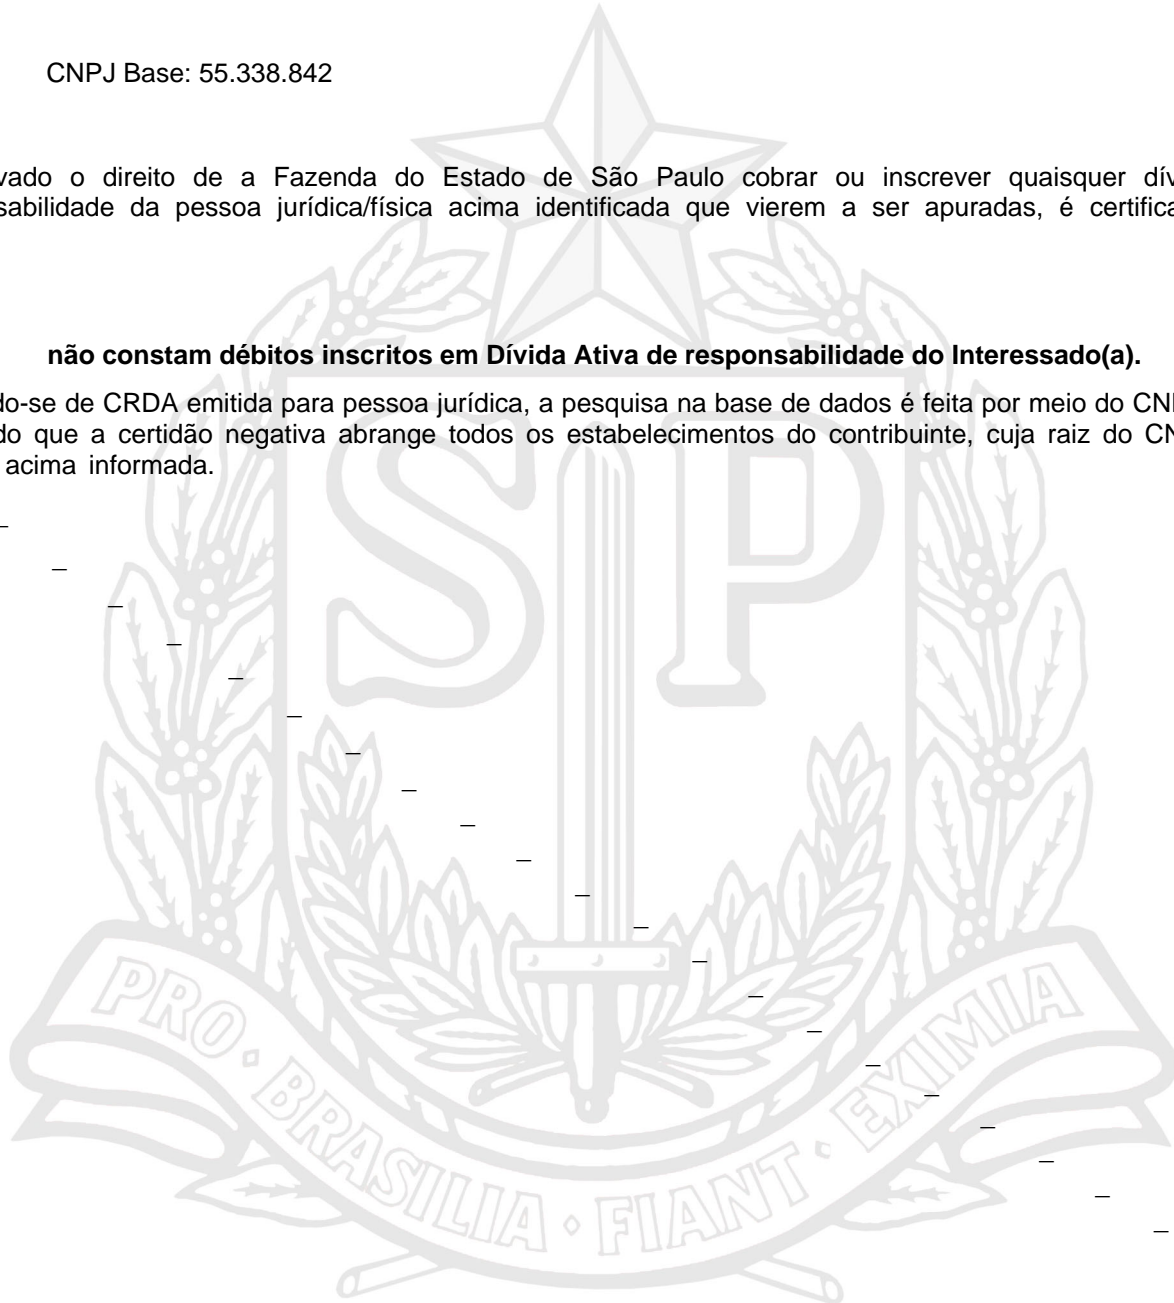 CNPJ Base: 55.338.842
vado o direito de a Fazenda do Estado de São Paulo cobrar ou inscrever quaisquer dív
sabilidade da pessoa jurídica/física acima identificada que vierem a ser apuradas, é certifica
não constam débitos inscritos em Dívida Ativa de responsabilidade do Interessado(a).
do-se de CRDA emitida para pessoa jurídica, a pesquisa na base de dados é feita por meio do CN
do que a certidão negativa abrange todos os estabelecimentos do contribuinte, cuja raiz do CN
acima informada.
SP
PRO • BRASILIA • FIANT • EXIMIA